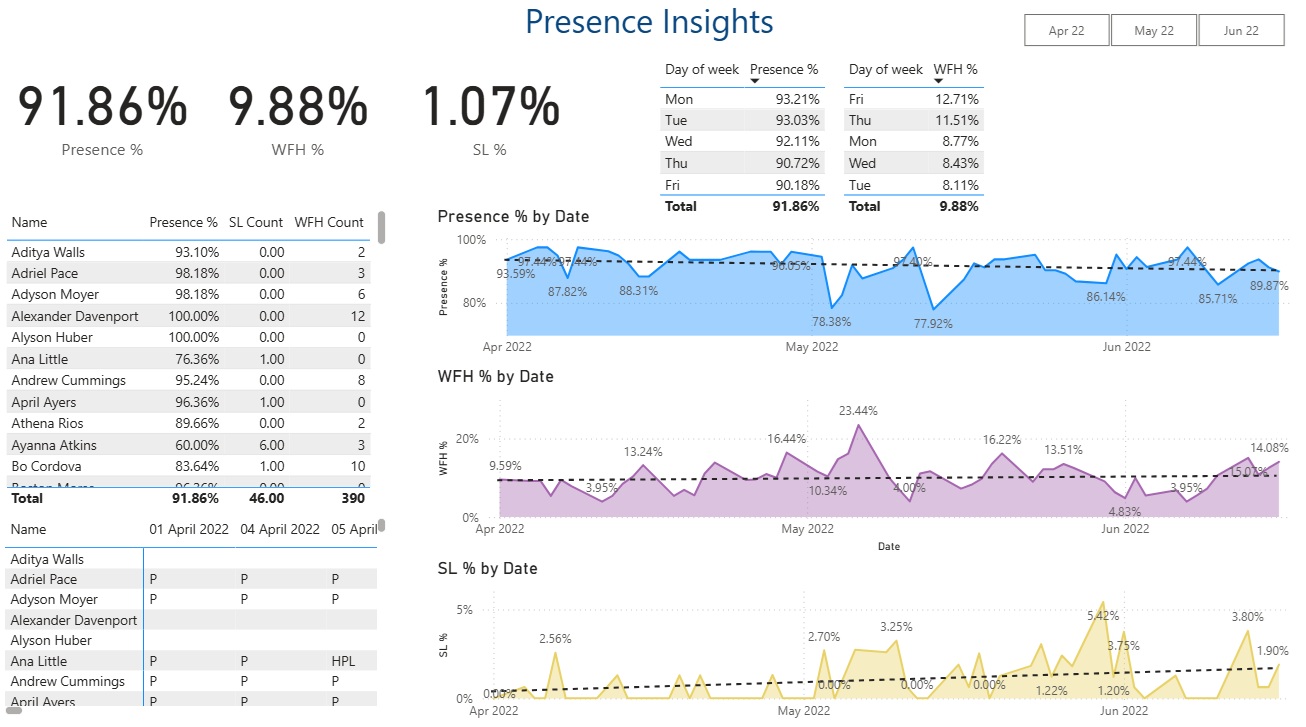 Presence Insights
Apr 22 May 22 Jun 22
91.86% 9.88% 1.07%
Presence % WFH % SL %
Day of week Presence %
Mon 93.21%
Tue 93.03%
Wed 92.11%
Thu 90.72%
Fri 90.18%
Total 91.86%
Day of week WFH %
Fri 12.71%
Thu 11.51%
Mon 8.77%
Wed 8.43%
Tue 8.11%
Total 9.88%
Name Presence % SL Count WFH Count
Aditya Walls 93.10% 0.00 2
Adriel Pace 98.18% 0.00 3
Adyson Moyer 98.18% 0.00 6
Alexander Davenport 100.00% 0.00 12
Alyson Huber 100.00% 0.00 0
Ana Little 76.36% 1.00 0
Andrew Cummings 95.24% 0.00 8
April Ayers 96.36% 1.00 0
Athena Rios 89.66% 0.00 2
Ayanna Atkins 60.00% 6.00 3
Bo Cordova 83.64% 1.00 10
Total 91.86% 46.00 390
Name 01 April 2022 04 April 2022 05 April
Aditya Walls
Adriel Pace P P P
Adyson Moyer P P P
Alexander Davenport
Alyson Huber
Ana Little P P HPL
Andrew Cummings P P P
April Ayers P P P
Presence % by Date
Presence %
100%
80%
93.59% 97.44% 97.44% 87.82% 88.31% 96.05% 78.38% 97.40% 77.92% 86.14% 97.44% 85.71% 89.87%
Apr 2022 May 2022 Jun 2022
WFH % by Date
WFH %
20%
0%
9.59% 3.95% 13.24% 16.44% 10.34% 23.44% 4.00% 16.22% 13.51% 4.83% 3.95% 15.07% 14.08%
Apr 2022 May 2022 Jun 2022
Date
SL % by Date
SL %
5%
0%
0.00% 2.56% 2.70% 0.00% 3.25% 0.00% 0.00% 1.22% 5.42% 1.20% 3.75% 3.80% 1.90%
Apr 2022 May 2022 Jun 2022